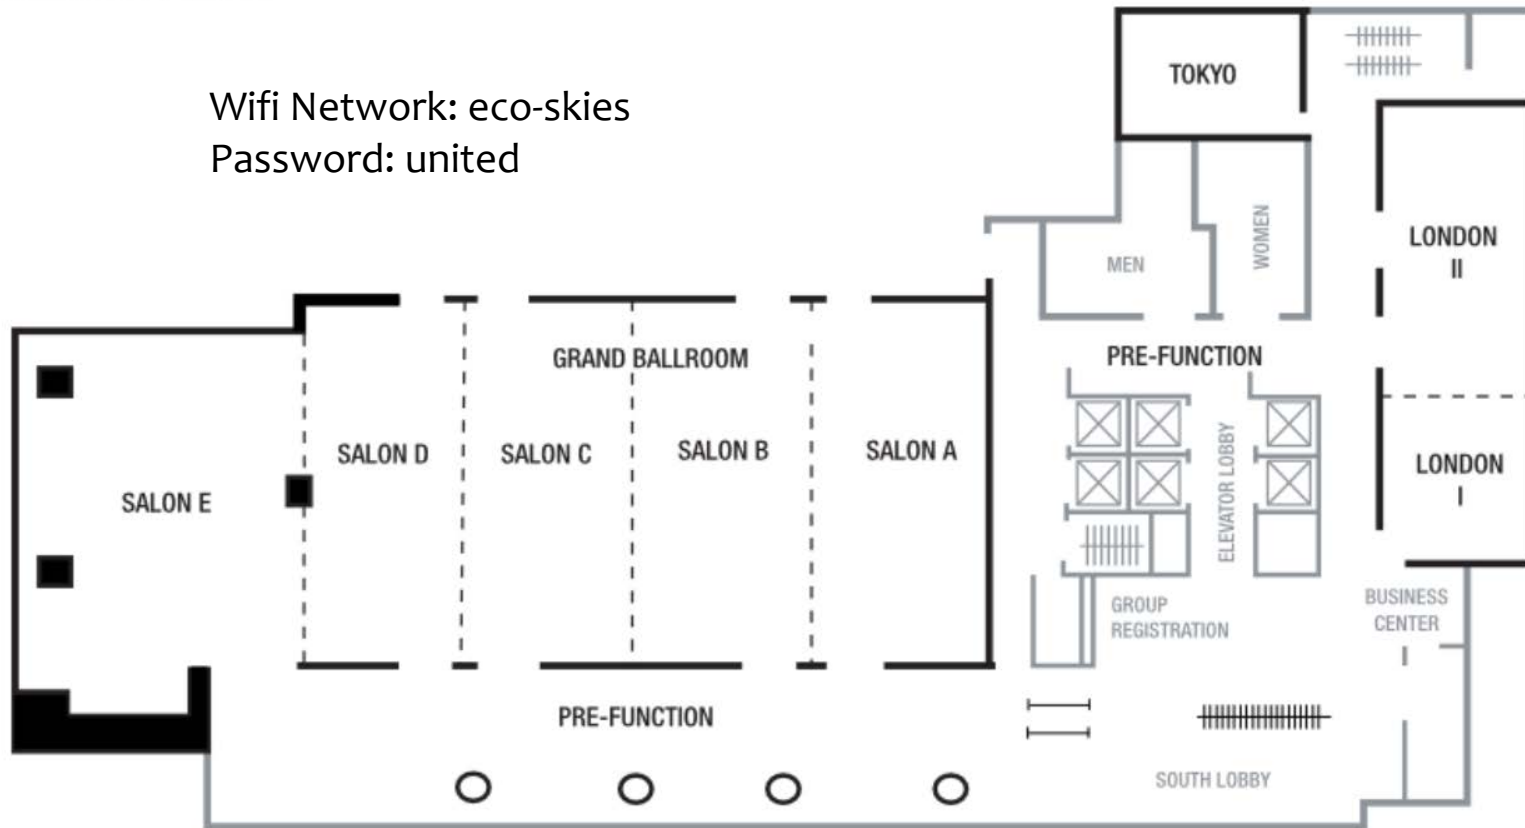 Wifi Network: eco-skies
Password: united
TOKYO
LONDON
II
MEN
WOMEN
PRE-FUNCTION
GRAND BALLROOM
SALON E
SALON D
SALON C
SALON B
SALON A
ELEVATOR LOBBY
LONDON
I
GROUP
REGISTRATION
BUSINESS
CENTER
PRE-FUNCTION
SOUTH LOBBY